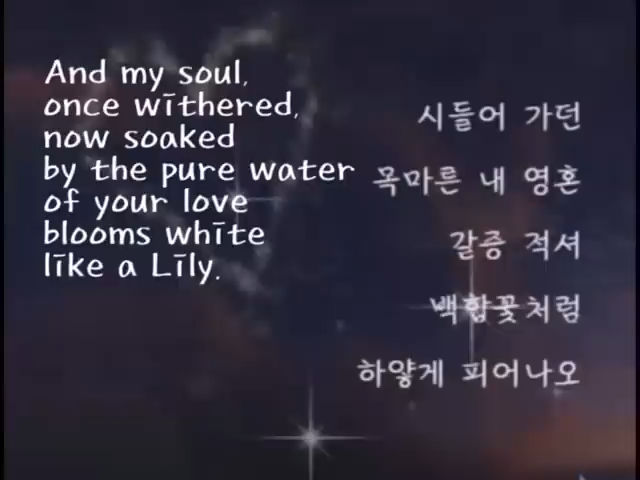 And my soul,
once withered,
now soaked
by the pure water
of your love
blooms white
like a Lily.
시들어 가던
목마른 내 영혼
갈증 적셔
백합꽃처럼
하얗게 피어나오